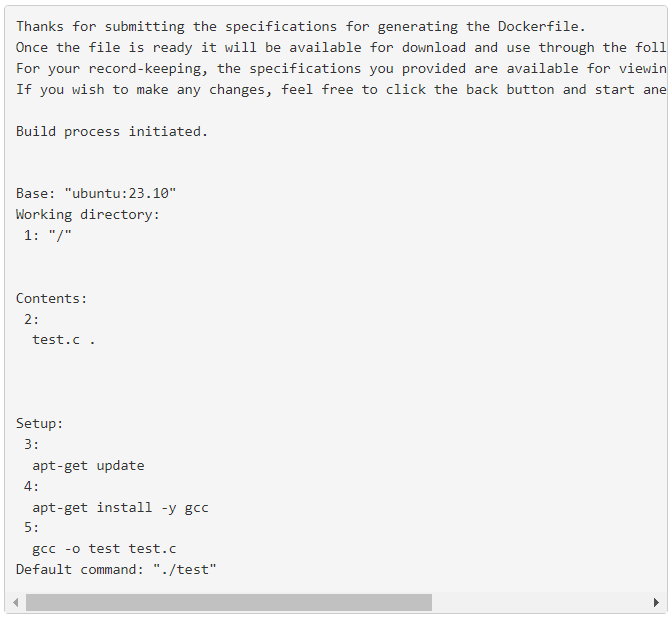 Thanks for submitting the specifications for generating the Dockerfile.
Once the file is ready it will be available for download and use through the
For your record-keeping, the specifications you provided are available for
If you wish to make any changes, feel free to click the back button and start
Build process initiated.
Base: "ubuntu:23.10"
Working directory:
1: "/"
Contents:
2:
test.c .
Setup:
3:
apt-get update
4:
apt-get install -y gcc
5:
gcc -o test test.c
Default command: "./test"